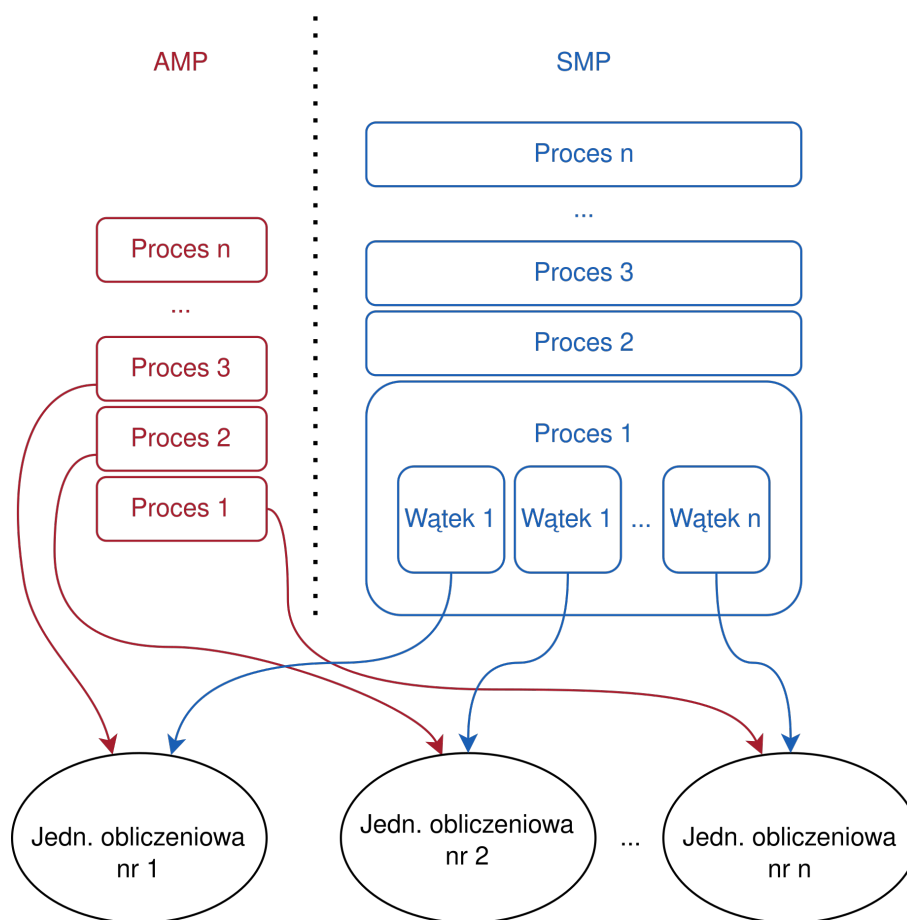 AMP
Proces n
...
Proces 3
Proces 2
Proces 1
SMP
Proces n
...
Proces 3
Proces 2
Proces 1
Wątek 1
Wątek 1
...
Wątek n
Jedn. obliczeniowa
nr 1
Jedn. obliczeniowa
nr 2
...
Jedn. obliczeniowa
nr n